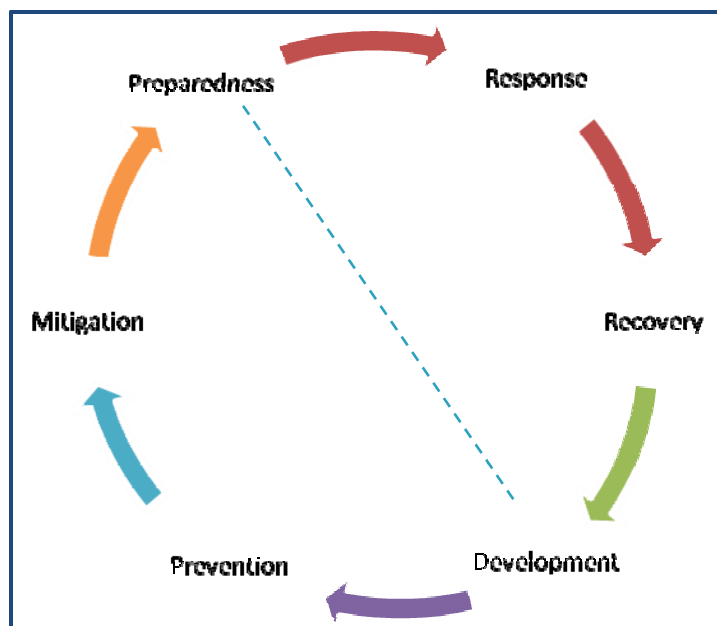 Preparedness
Response
Mitigation
Recovery
Prevention
Development